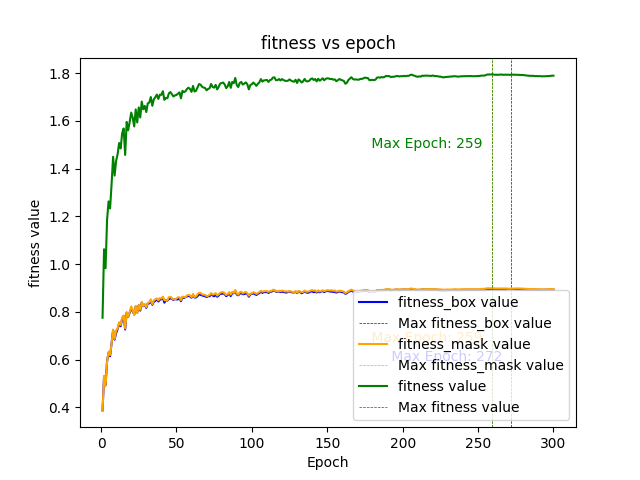 fitness vs epoch
fitness value
1.8
1.6
1.4
1.2
1.0
0.8
0.6
0.4
Max Epoch: 259
fitness_box value
Max fitness_box value
fitness_mask value
Max fitness_mask value
fitness value
Max fitness value
Max Epoch: 272
0
50
100
150
200
250
300
Epoch